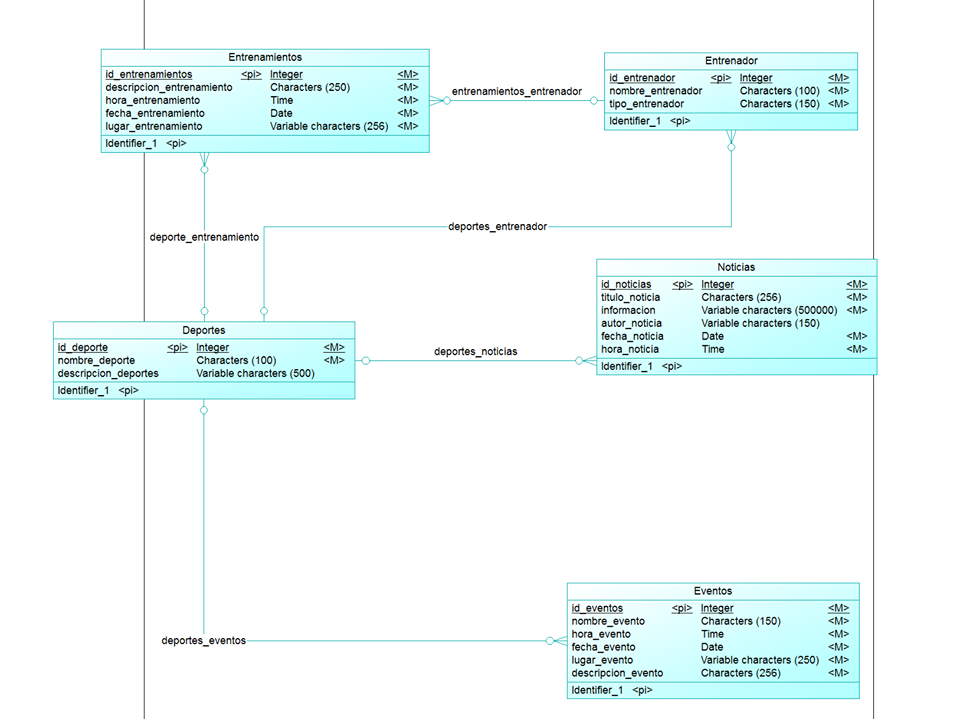 Entrenamientos
id_entrenamientos <pi> Integer <M>
descripcion_entrenamiento Characters (250) <M>
hora_entrenamiento Time <M>
fecha_entrenamiento Date <M>
lugar_entrenamiento Variable characters (256) <M>
Identifier_1 <pi>
entrenamientos_entrenador
Entrenador
id_entrenador <pi> Integer <M>
nombre_entrenador Characters (100) <M>
tipo_entrenador Characters (150) <M>
Identifier_1 <pi>
deportes_entrenador
deporte_entrenamiento
Noticias
id_noticias <pi> Integer <M>
titulo_noticia Characters (256) <M>
informacion Variable characters (500000) <M>
autor_noticia Variable characters (150)
fecha_noticia Date <M>
hora_noticia Time <M>
Identifier_1 <pi>
Deportes
id_deporte <pi> Integer <M>
nombre_deporte Characters (100) <M>
descripcion_deportes Variable characters (500)
Identifier_1 <pi>
deportes_noticias
deportes_eventos
Eventos
id_eventos <pi> Integer <M>
nombre_evento Characters (150) <M>
hora_evento Time <M>
fecha_evento Date <M>
lugar_evento Variable characters (250) <M>
descripcion_evento Characters (256) <M>
Identifier_1 <pi>